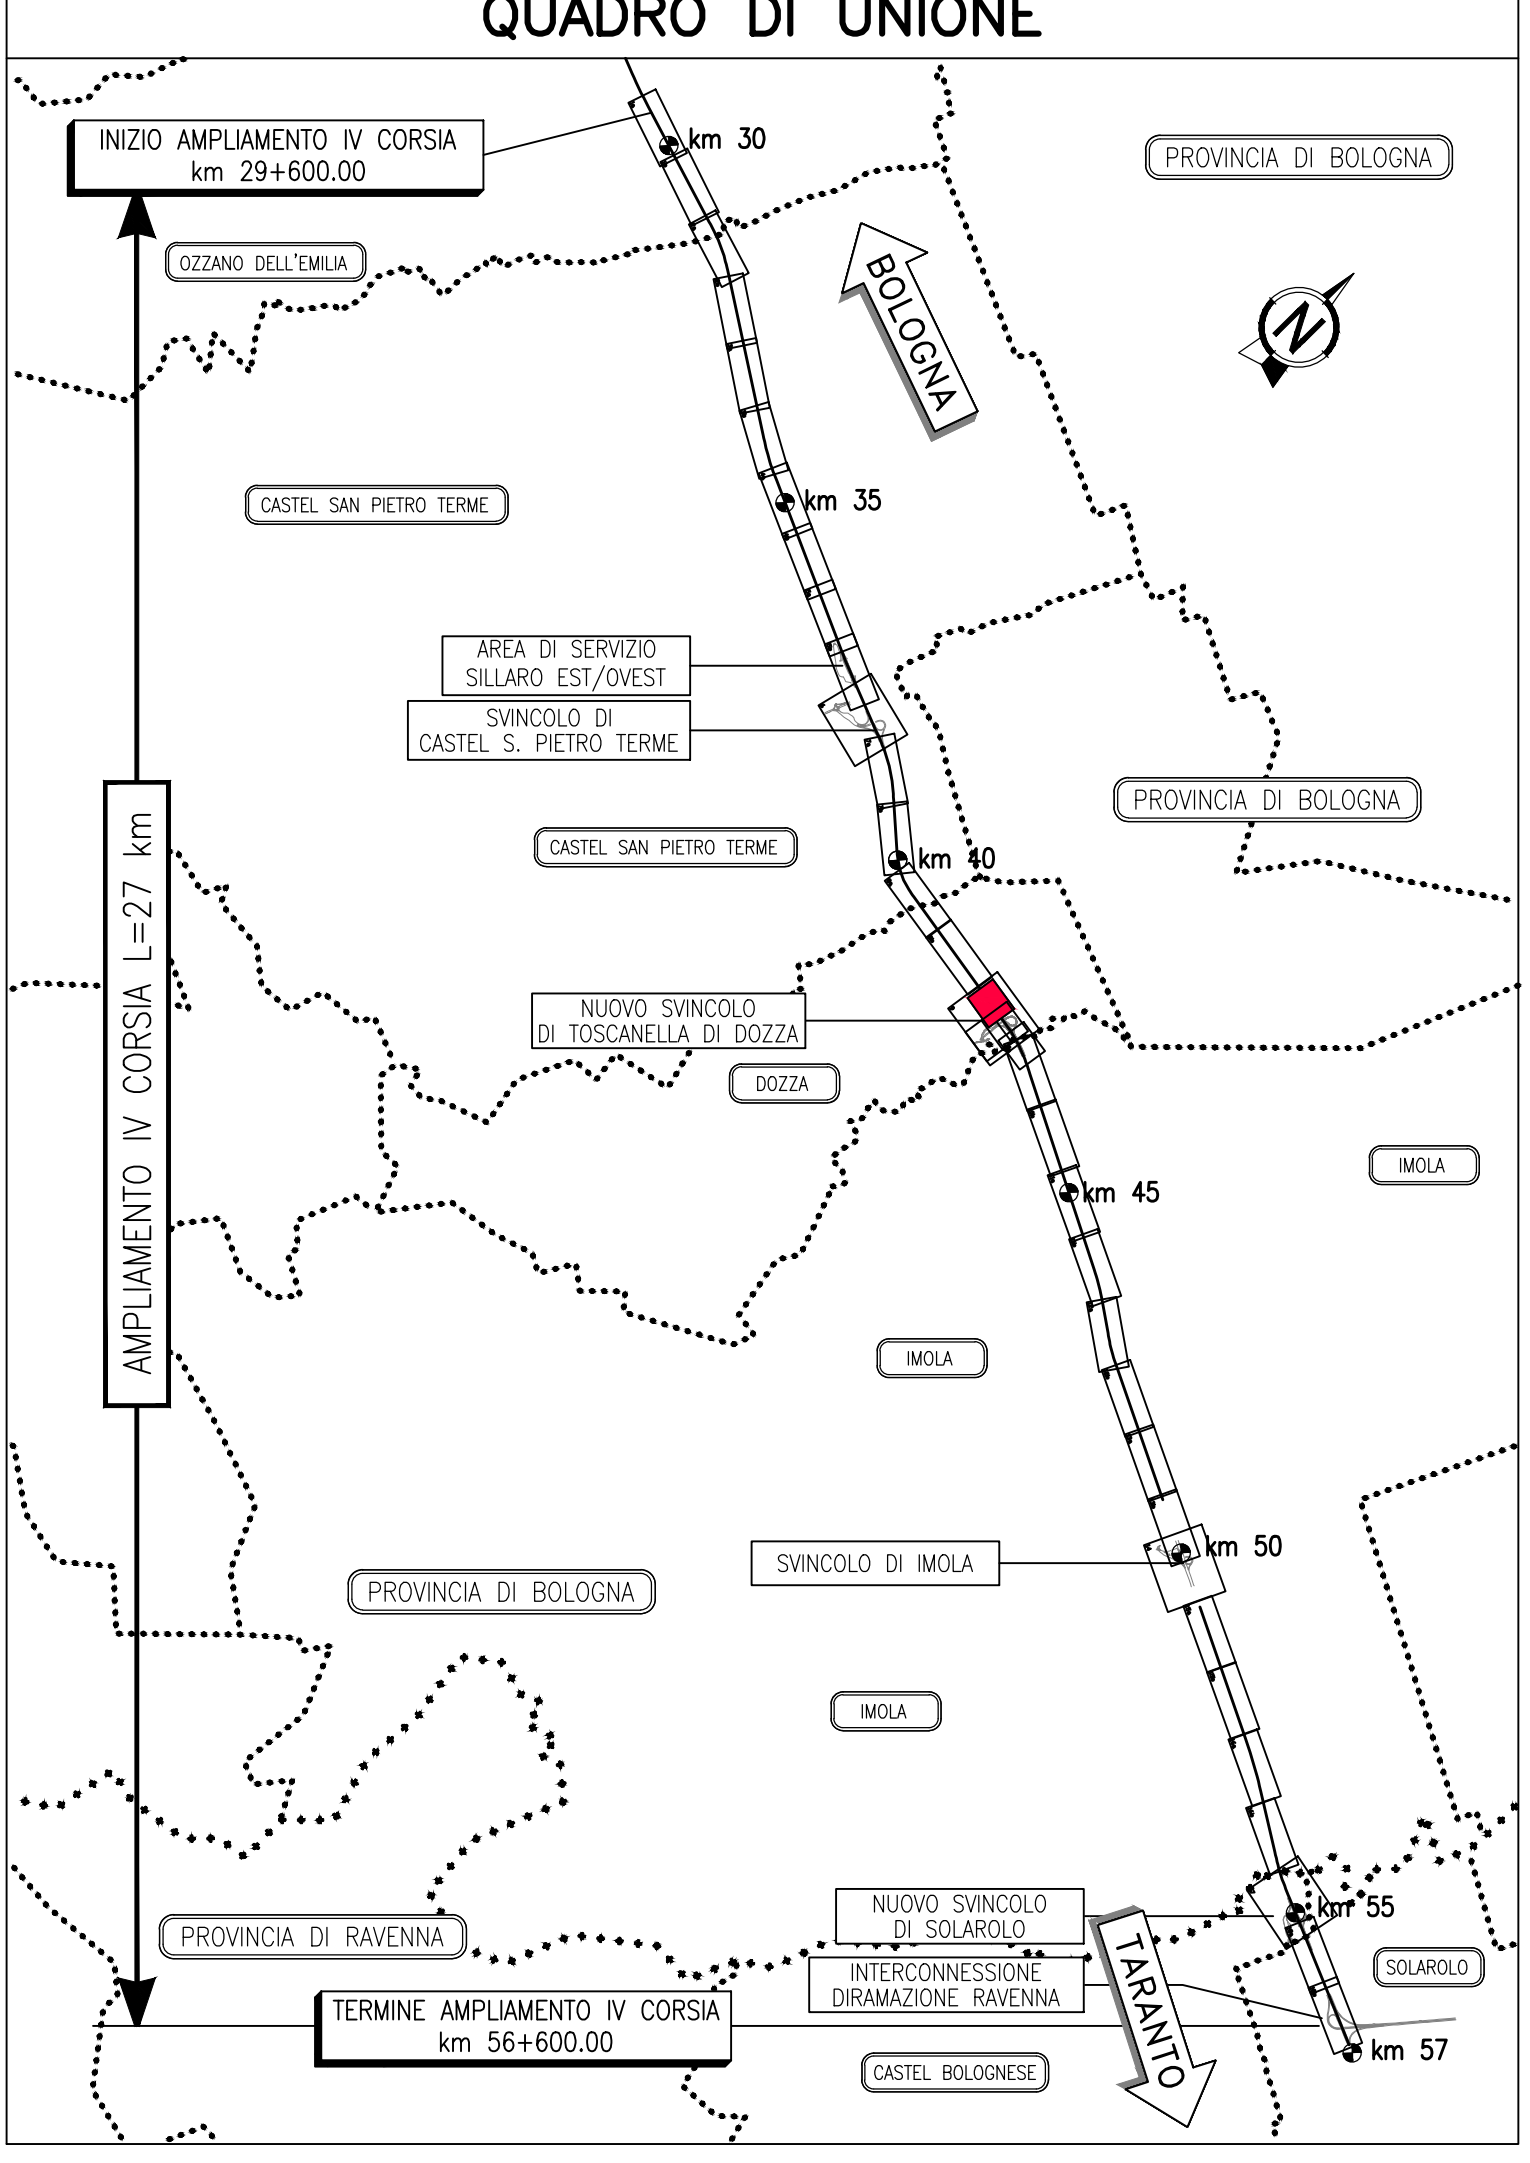 QUADRO DI UNIONE
INIZIO AMPLIAMENTO IV CORSIA
km 29+600.00
km 30
PROVINCIA DI BOLOGNA
OZZANO DELL'EMILIA
BOLOGNA
N
CASTEL SAN PIETRO TERME
km 35
AREA DI SERVIZIO
SILLARO EST/OVEST
SVINCOLO DI
CASTEL S. PIETRO TERME
PROVINCIA DI BOLOGNA
AMPLIAMENTO IV CORSIA L=27 km
CASTEL SAN PIETRO TERME
km 40
NUOVO SVINCOLO
DI TOSCANELLA DI DOZZA
DOZZA
IMOLA
km 45
IMOLA
km 50
SVINCOLO DI IMOLA
PROVINCIA DI BOLOGNA
IMOLA
NUOVO SVINCOLO
DI SOLAROLO
km 55
PROVINCIA DI RAVENNA
TARANTO
SOLAROLO
INTERCONNESSIONE
DIRAMAZIONE RAVENNA
TERMINE AMPLIAMENTO IV CORSIA
km 56+600.00
km 57
CASTEL BOLOGNESE